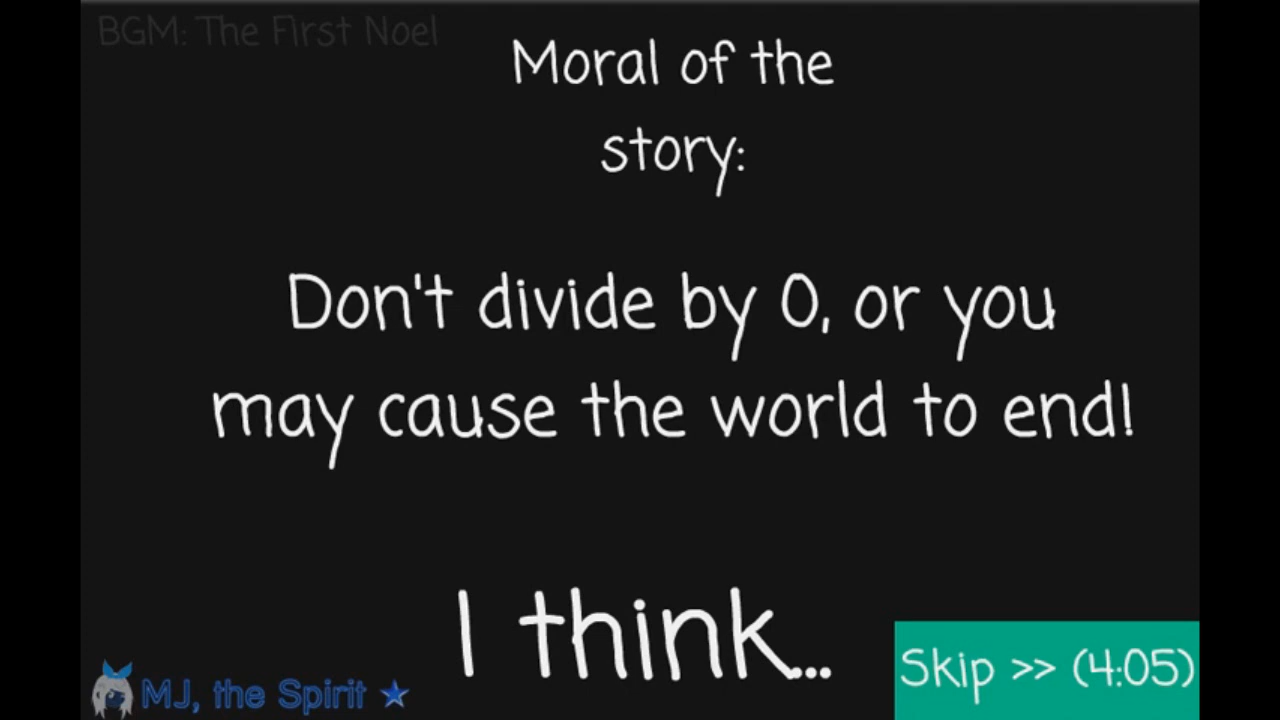 BGM: The First Noel
Moral of the
story:
Don't divide by 0, or you
may cause the world to end!
I think...
Skip >> (4:05)
MJ, the Spirit